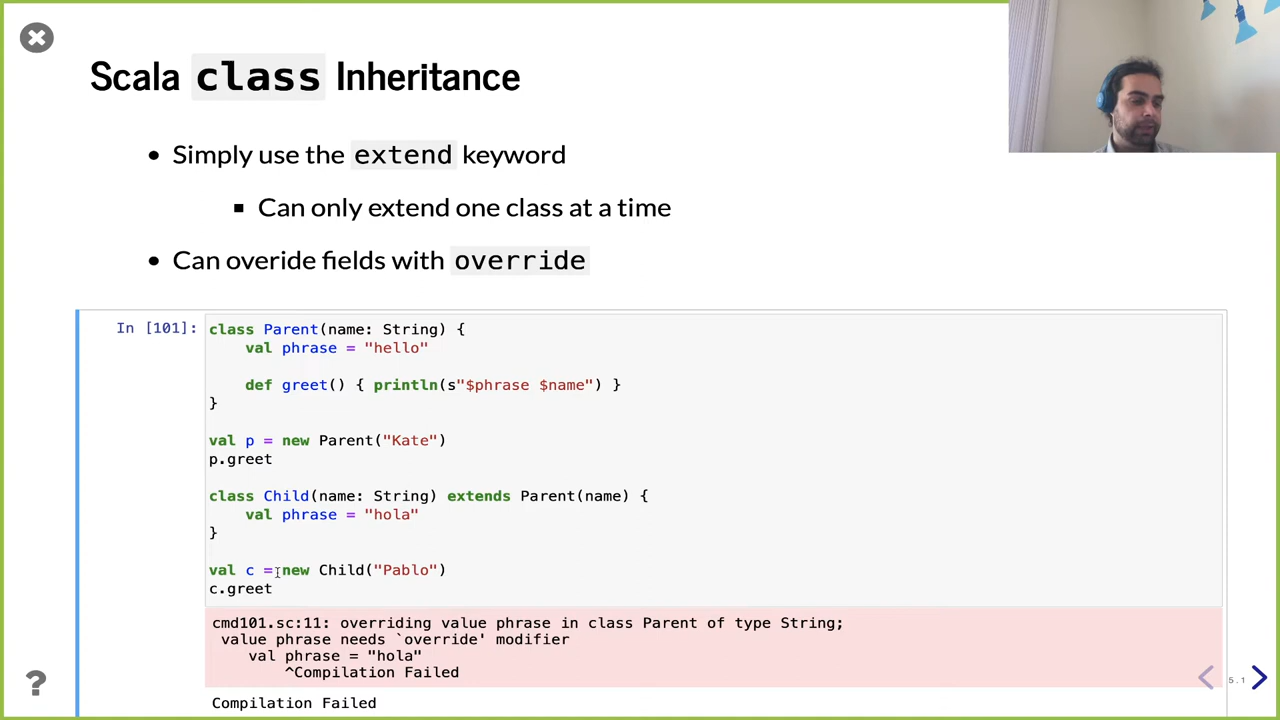 Scala class Inheritance
Simply use the extend keyword
Can only extend one class at a time
Can overide fields with override
In [101]:
class Parent(name: String) {
val phrase = "hello"
def greet() { println(s"$phrase $name") }
}
val p = new Parent("Kate")
p.greet
class Child(name: String) extends Parent(name) {
val phrase = "hola"
}
val c = new Child("Pablo")
c.greet
cmd101.sc:11: overriding value phrase in class Parent of type String;
value phrase needs `override' modifier
val phrase = "hola"
^Compilation Failed
Compilation Failed
?
5.1